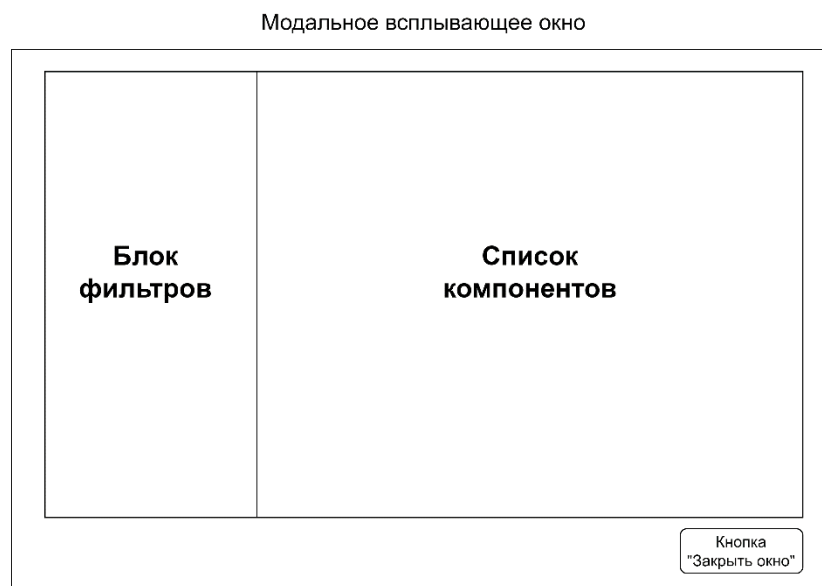 Модальное всплывающее окно
Блок
фильтров
Список
компонентов
Кнопка
"Закрыть окно"